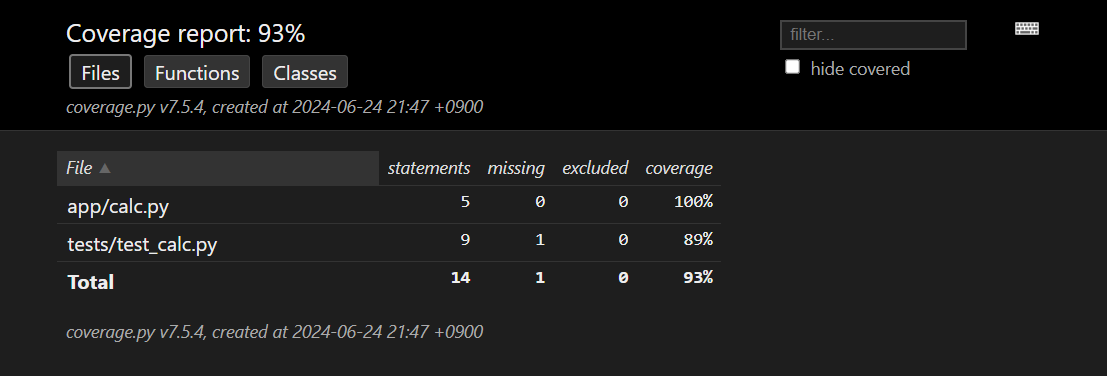 Coverage report: 93%
filter...
Files Functions Classes
hide covered
coverage.py v7.5.4, created at 2024-06-24 21:47 +0900
File ▲ statements missing excluded coverage
app/calc.py 5 0 0 100%
tests/test_calc.py 9 1 0 89%
Total 14 1 0 93%
coverage.py v7.5.4, created at 2024-06-24 21:47 +0900